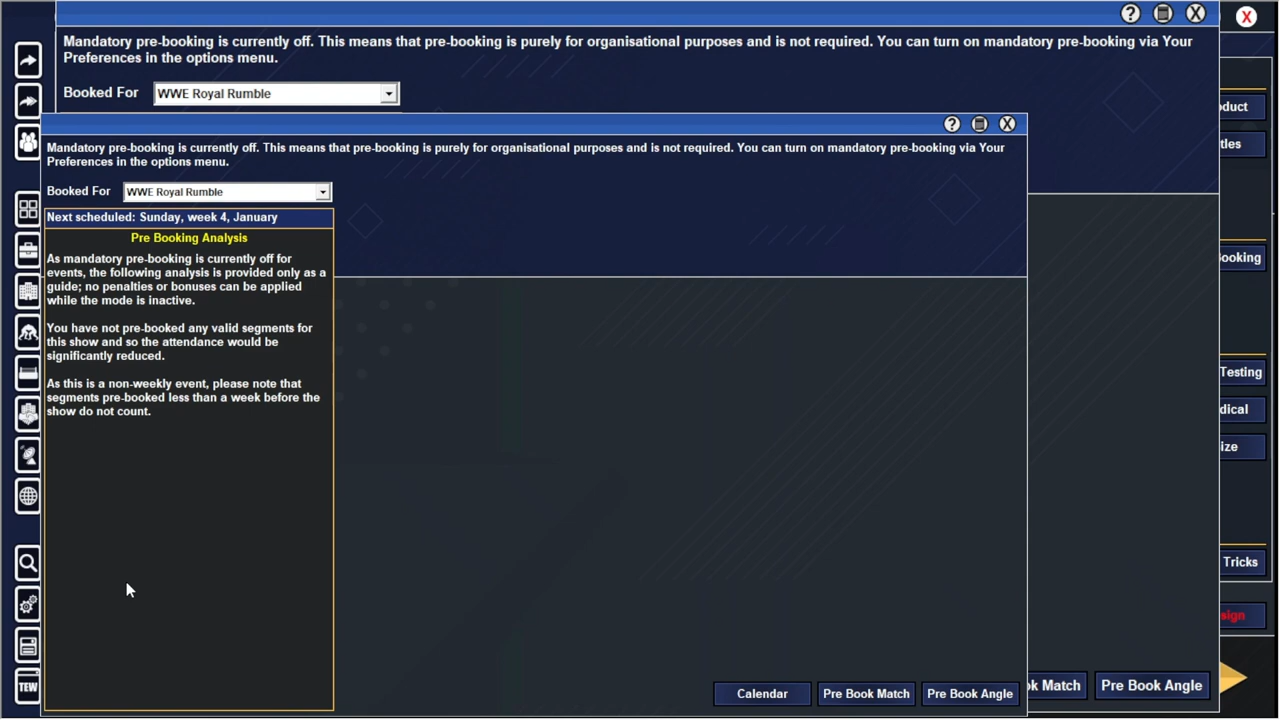 Mandatory pre-booking is currently off. This means that pre-booking is purely for organisational purposes and is not required. You can turn on mandatory pre-booking via Your
Preferences in the options menu.
Booked For WWE Royal Rumble
Mandatory pre-booking is currently off. This means that pre-booking is purely for organisational purposes and is not required. You can turn on mandatory pre-booking via Your
Preferences in the options menu.
Booked For WWE Royal Rumble
Next scheduled: Sunday, week 4, January
Pre Booking Analysis
As mandatory pre-booking is currently off for
events, the following analysis is provided only as a
guide; no penalties or bonuses can be applied
while the mode is inactive.
You have not pre-booked any valid segments for
this show and so the attendance would be
significantly reduced.
As this is a non-weekly event, please note that
segments pre-booked less than a week before the
show do not count.
Calendar Pre Book Match Pre Book Angle
Match Pre Book Angle
Testing
Tricks
TEW